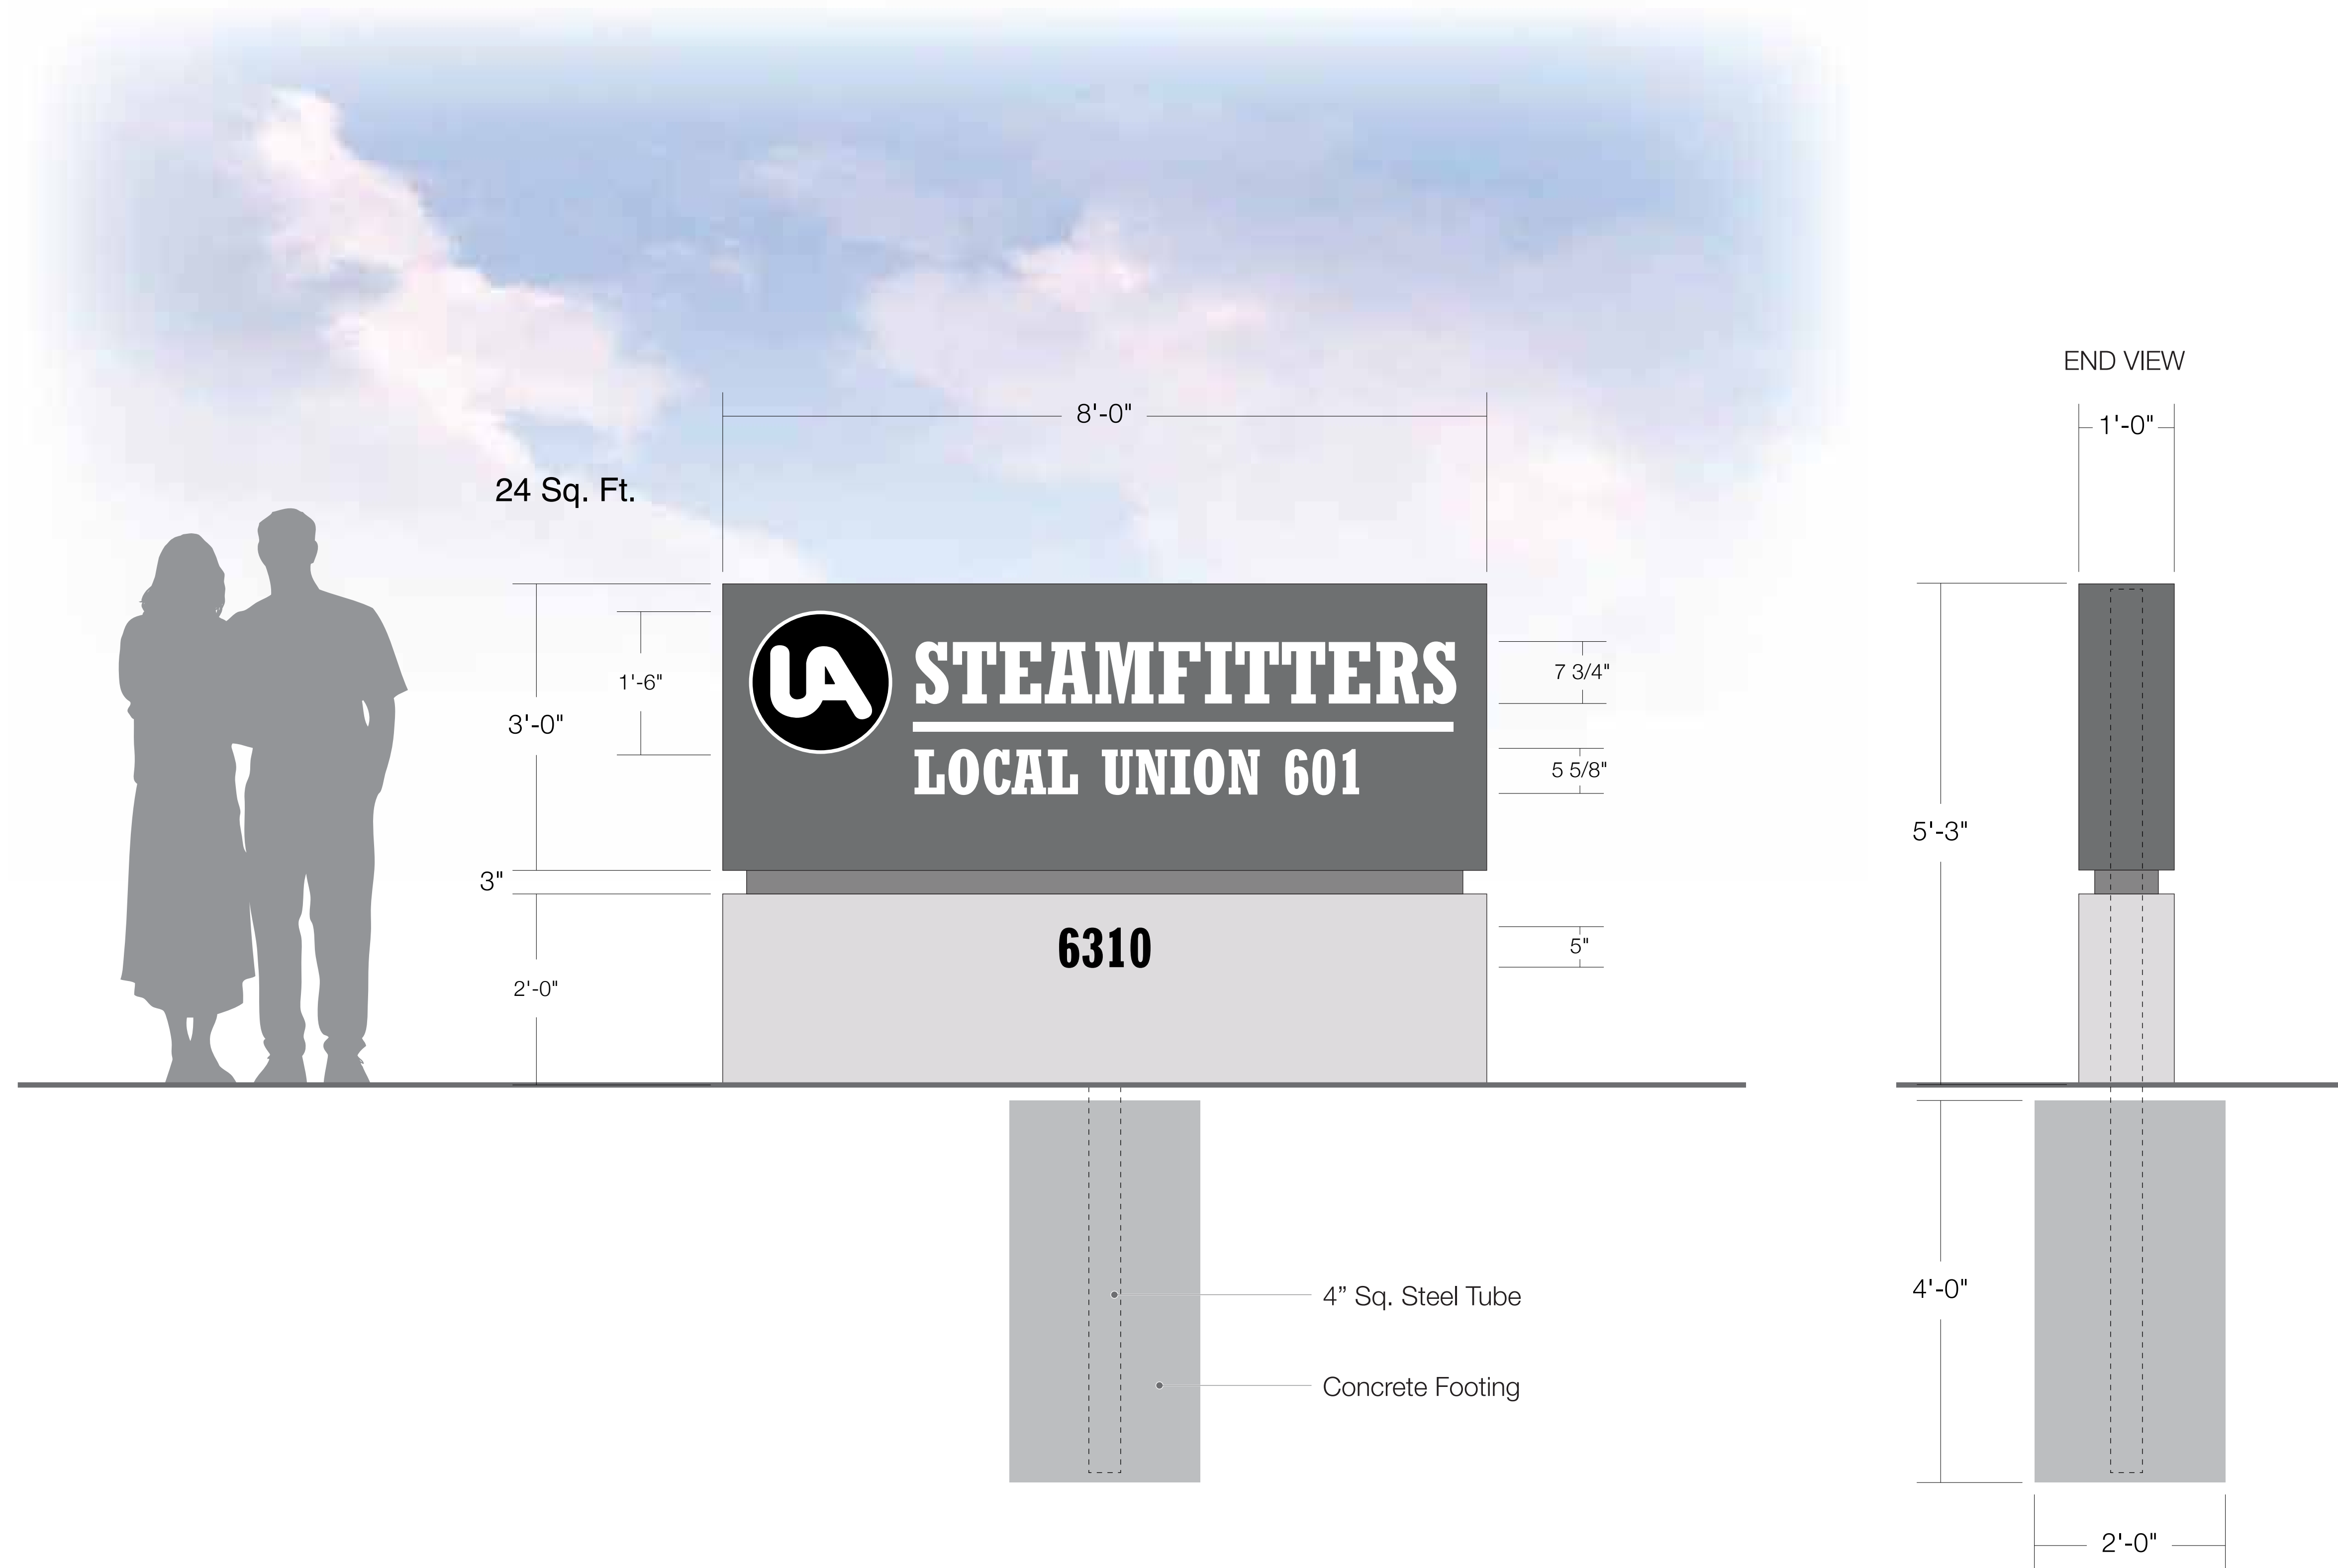 END VIEW
8'-0"
1'-0"
24 Sq. Ft.
UA
STEAMFITTERS
LOCAL UNION 601
7 3/4"
1'-6"
3'-0"
5 5/8"
5'-3"
3"
6310
5"
2'-0"
4'-0"
4” Sq. Steel Tube
Concrete Footing
2'-0"